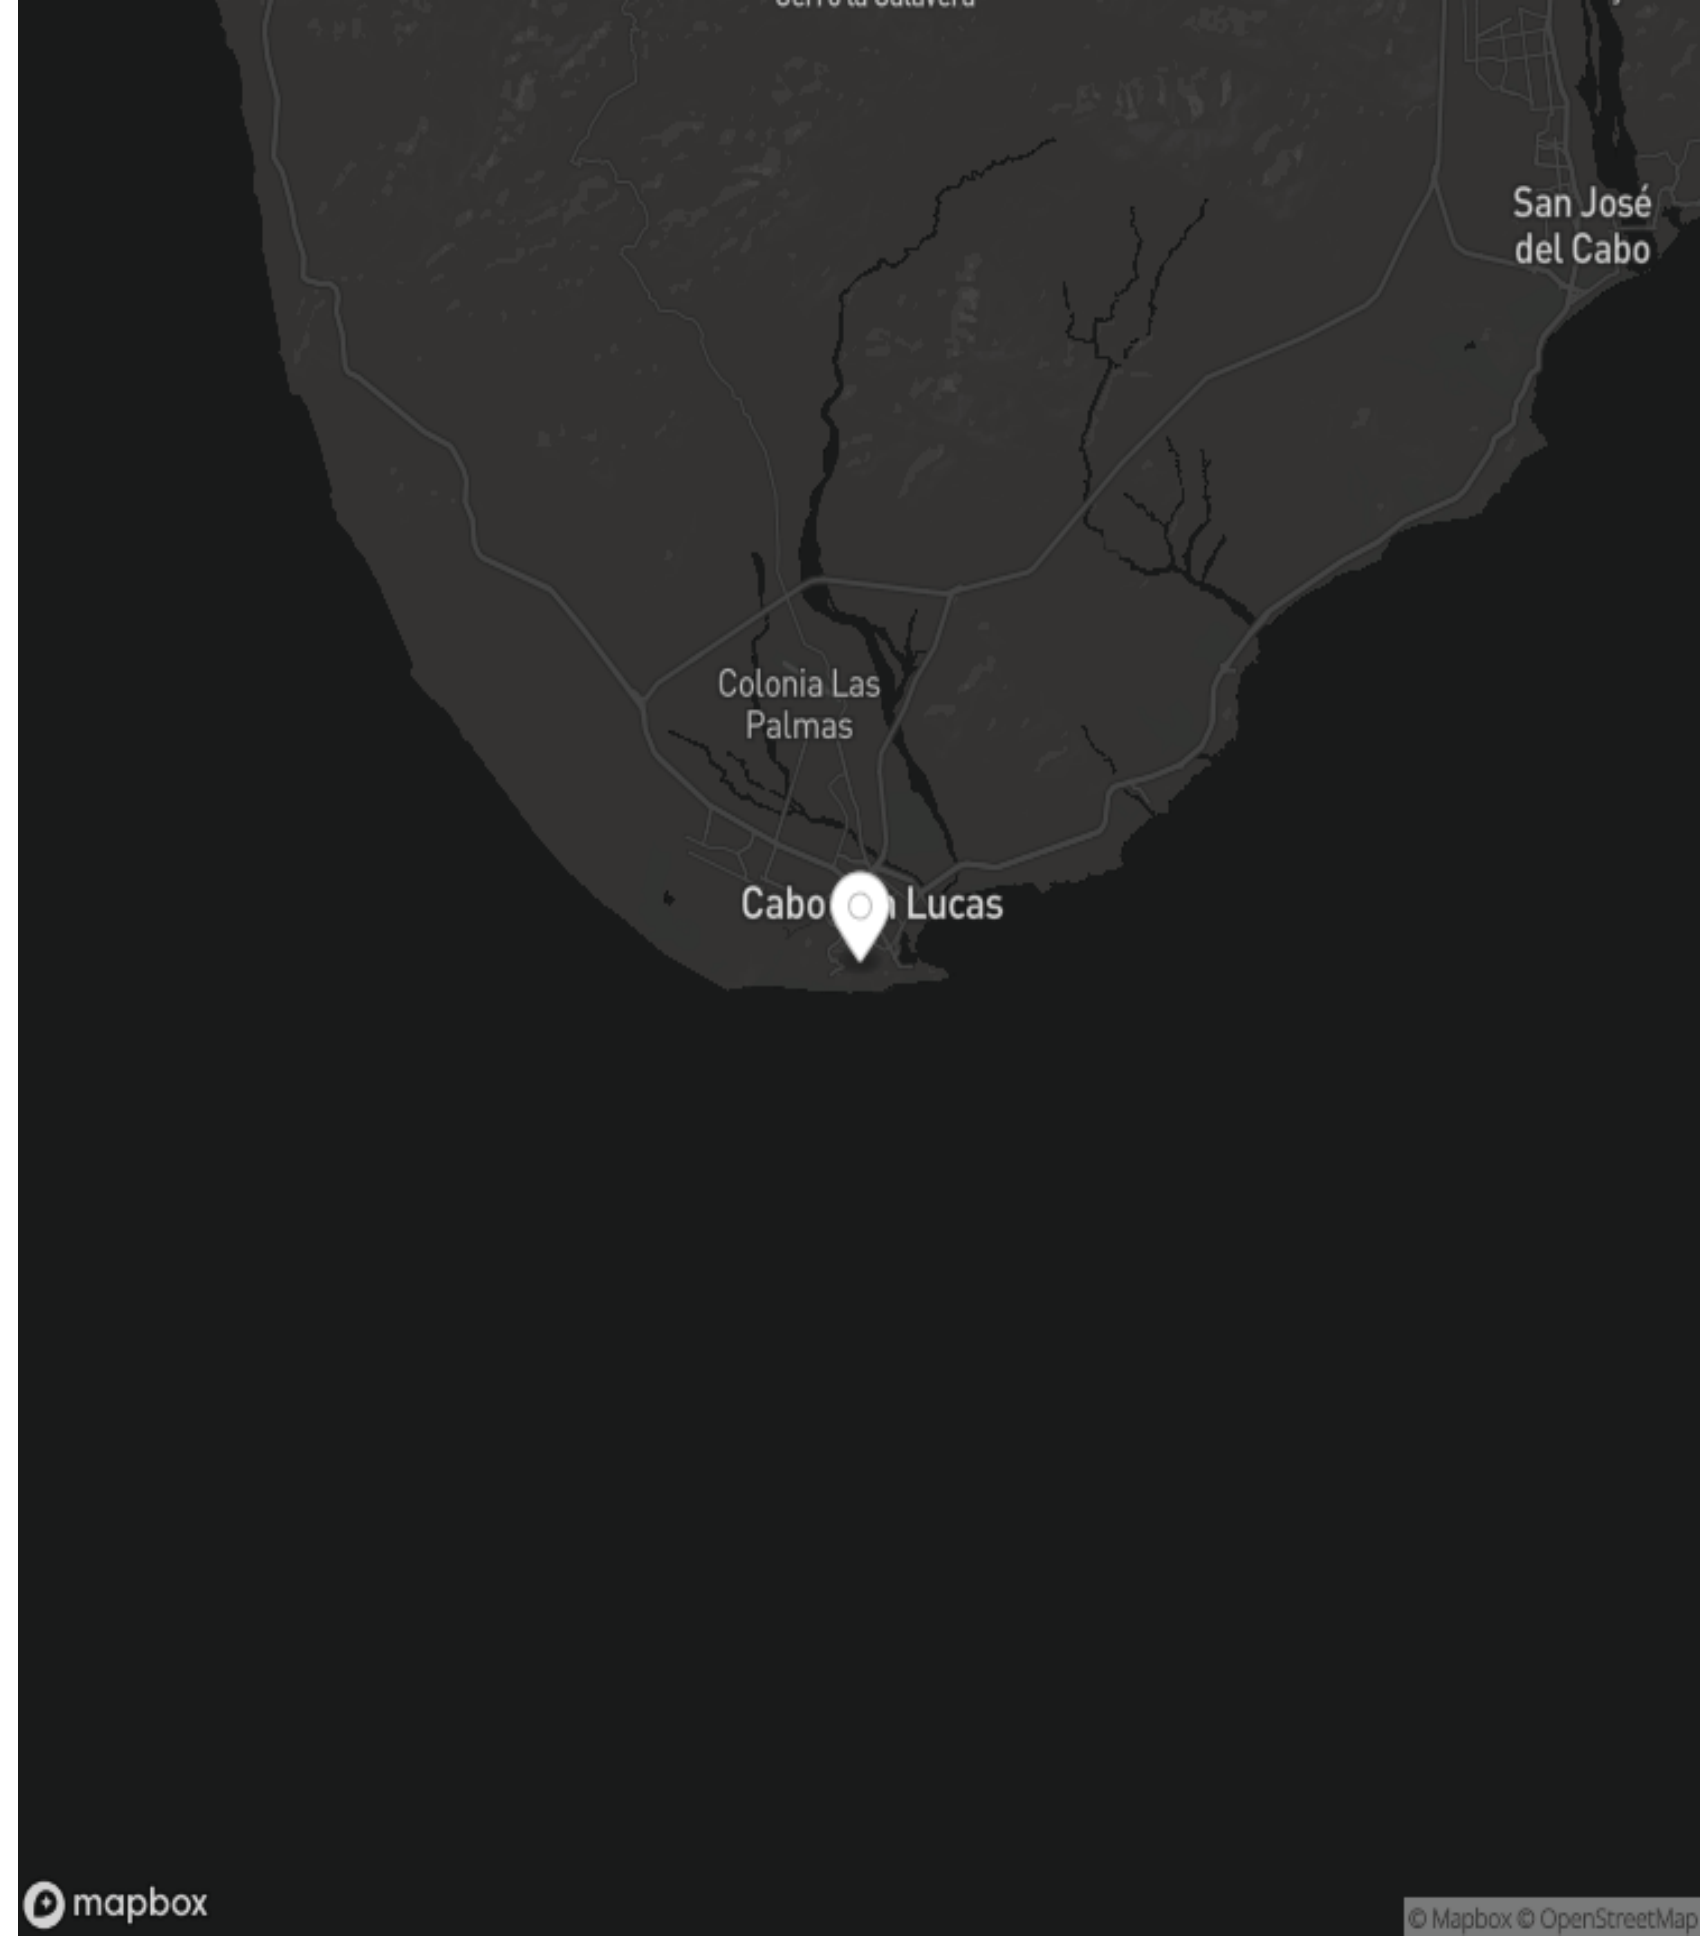 San José
del Cabo
Colonia Las
Palmas
Cabo Lucas
mapbox
© Mapbox © OpenStreetMap